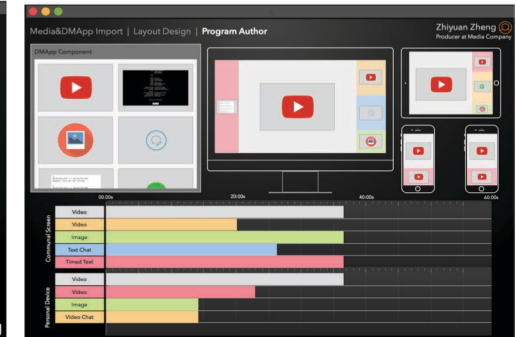 Media&DMApp Import | Layout Design | Program Author
Zhiyuan Zheng
Producer at Media Company
DMApp Component
00.00s 20:00s 40:00s 60.00s
Communal Screen
Video
Video
Image
Text Chat
Timed Text
Personal Device
Video
Video
Image
Video Chat